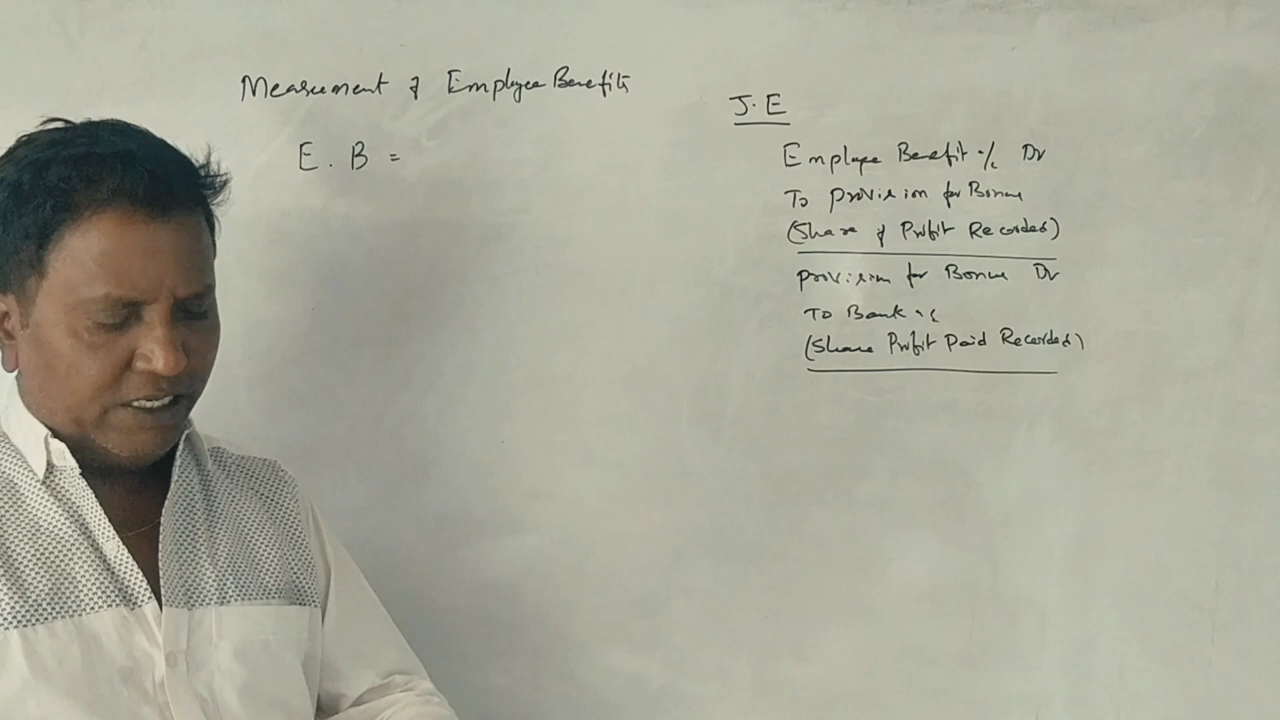 Measurement of Employee Benefits
E. B =
J.E
Employee Benefit a/c Dr
To Provision for Bonus
(Share of Profit Recorded)
Provision for Bonus Dr
To Bank a/c
(Share Profit Paid Recorded)